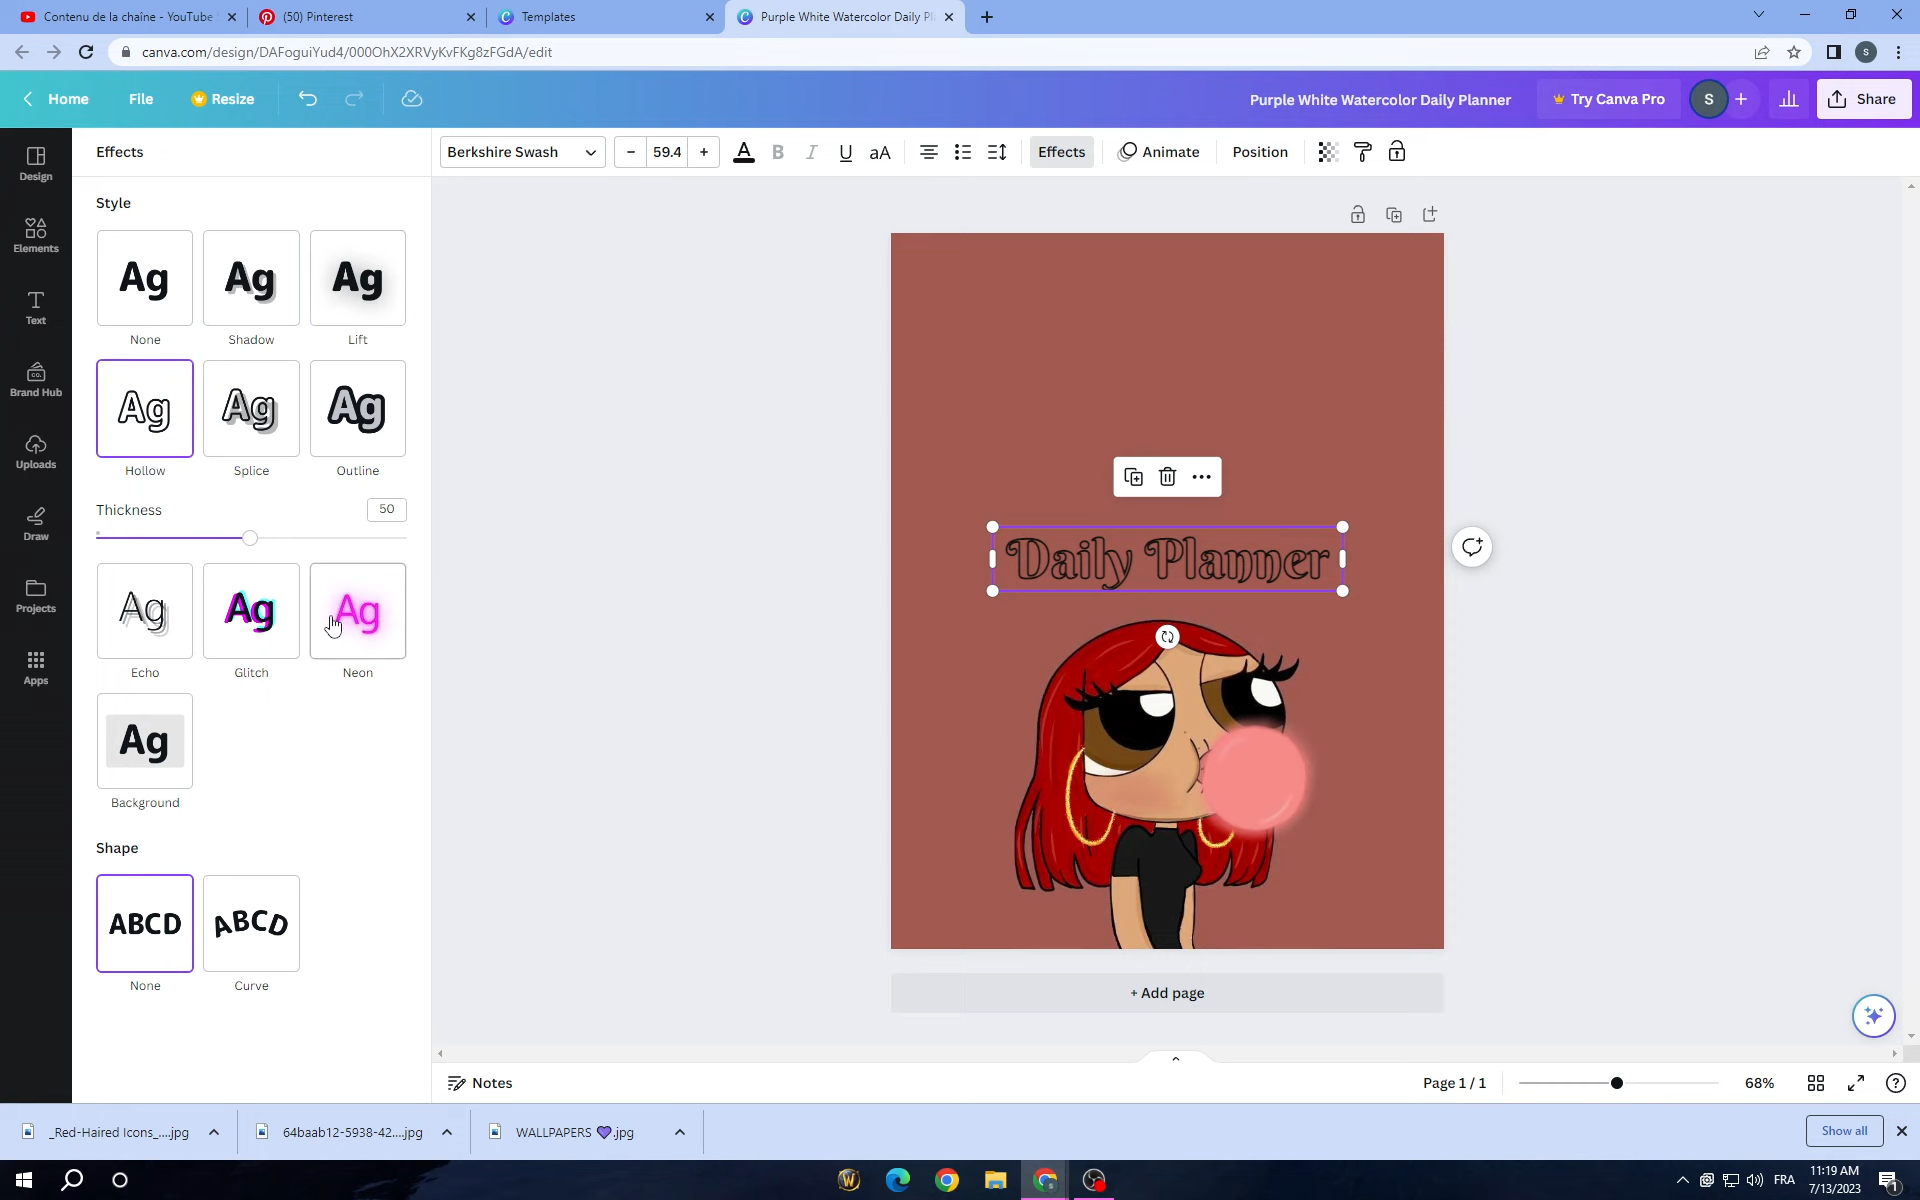 Contenu de la chaîne - YouTube
(50) Pinterest
Templates
Purple White Watercolor Daily Pl
canva.com/design/DAFoguiYud4/000OhX2XRVyKvFKg8zFGdA/edit
S
Home
File
Resize
Purple White Watercolor Daily Planner
Try Canva Pro
S
Share
Effects
Berkshire Swash
59.4
B
I
U
aA
Effects
Animate
Position
Design
Elements
Text
Brand Hub
Uploads
Draw
Projects
Apps
Style
Ag
Ag
Ag
None
Shadow
Lift
Ag
Ag
Ag
Hollow
Splice
Outline
Thickness
50
Ag
Ag
Ag
Echo
Glitch
Neon
Ag
Background
Shape
ABCD
ABCD
None
Curve
Daily Planner
+ Add page
Notes
Page 1 / 1
68%
_Red-Haired Icons_....jpg
64baab12-5938-42....jpg
WALLPAPERS 💜.jpg
Show all
FRA
11:19 AM
7/13/2023
1